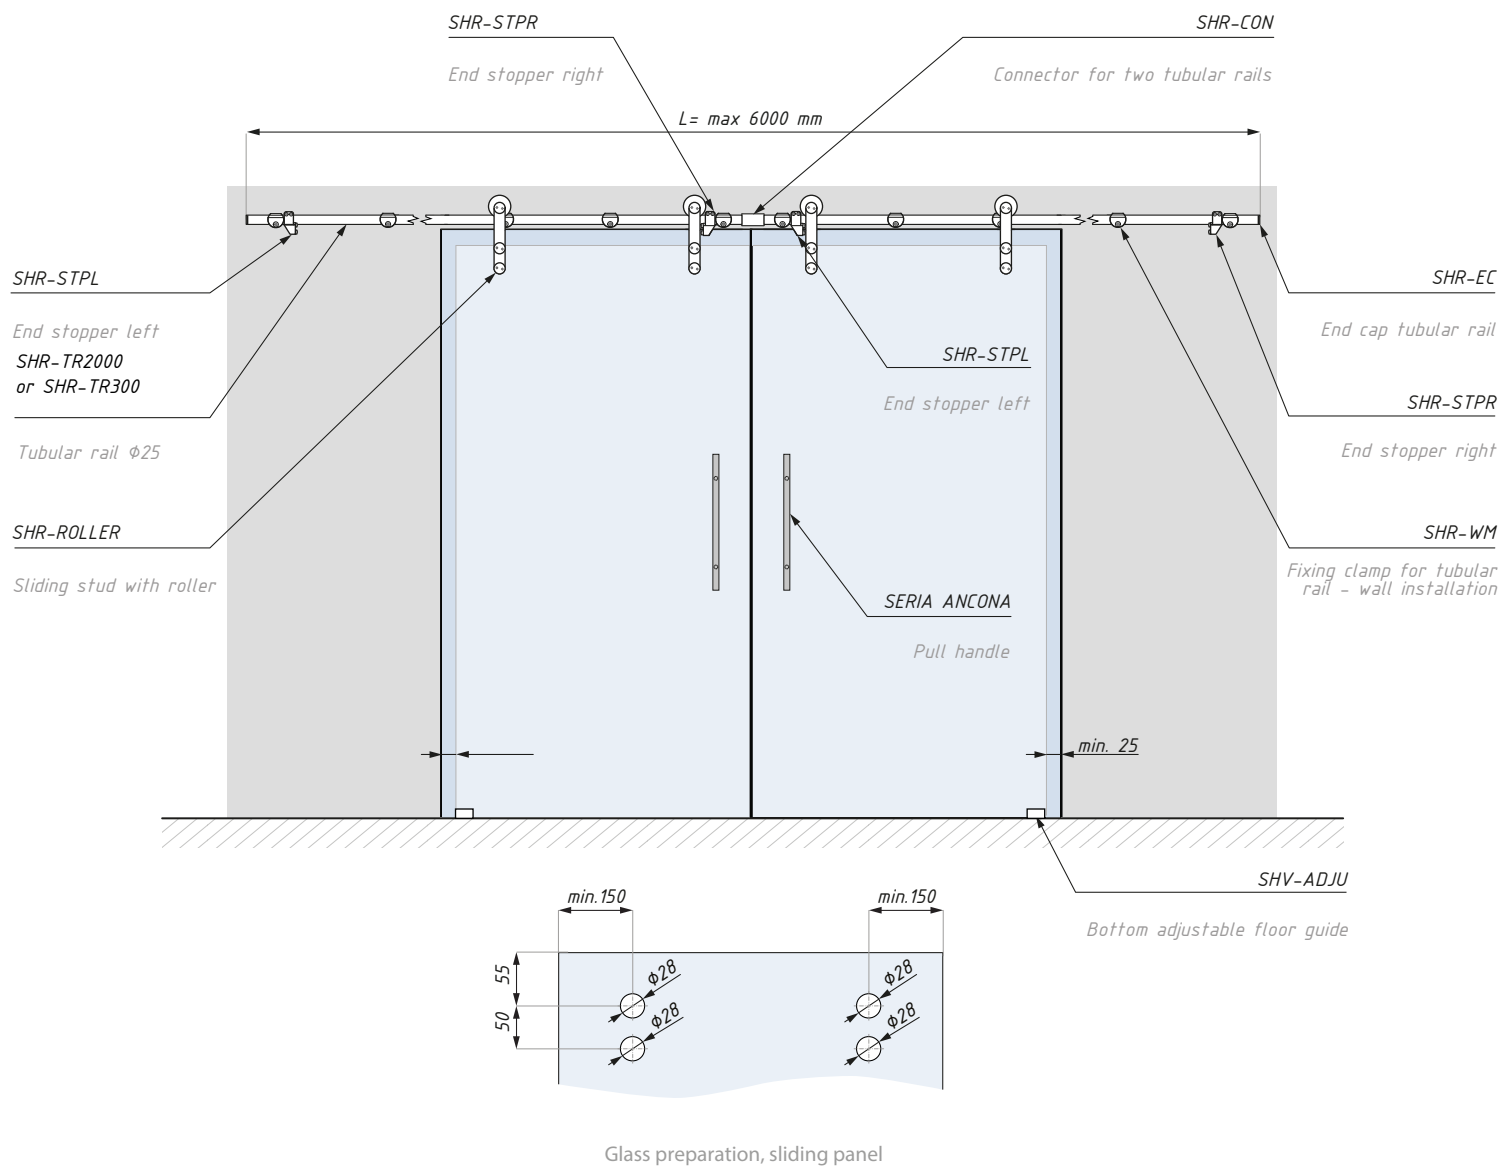 SHR-STPR
End stopper right
SHR-CON
Connector for two tubular rails
L= max 6000 mm
SHR-STPL
End stopper left
SHR-TR2000
or SHR-TR300
Tubular rail Φ25
SHR-ROLLER
Sliding stud with roller
SHR-STPL
End stopper left
SERIA ANCONA
Pull handle
SHR-EC
End cap tubular rail
SHR-STPR
End stopper right
SHR-WM
Fixing clamp for tubular
rail - wall installation
min. 25
SHV-ADJU
Bottom adjustable floor guide
min.150
min.150
55
50
Φ28
Φ28
Φ28
Φ28
Glass preparation, sliding panel